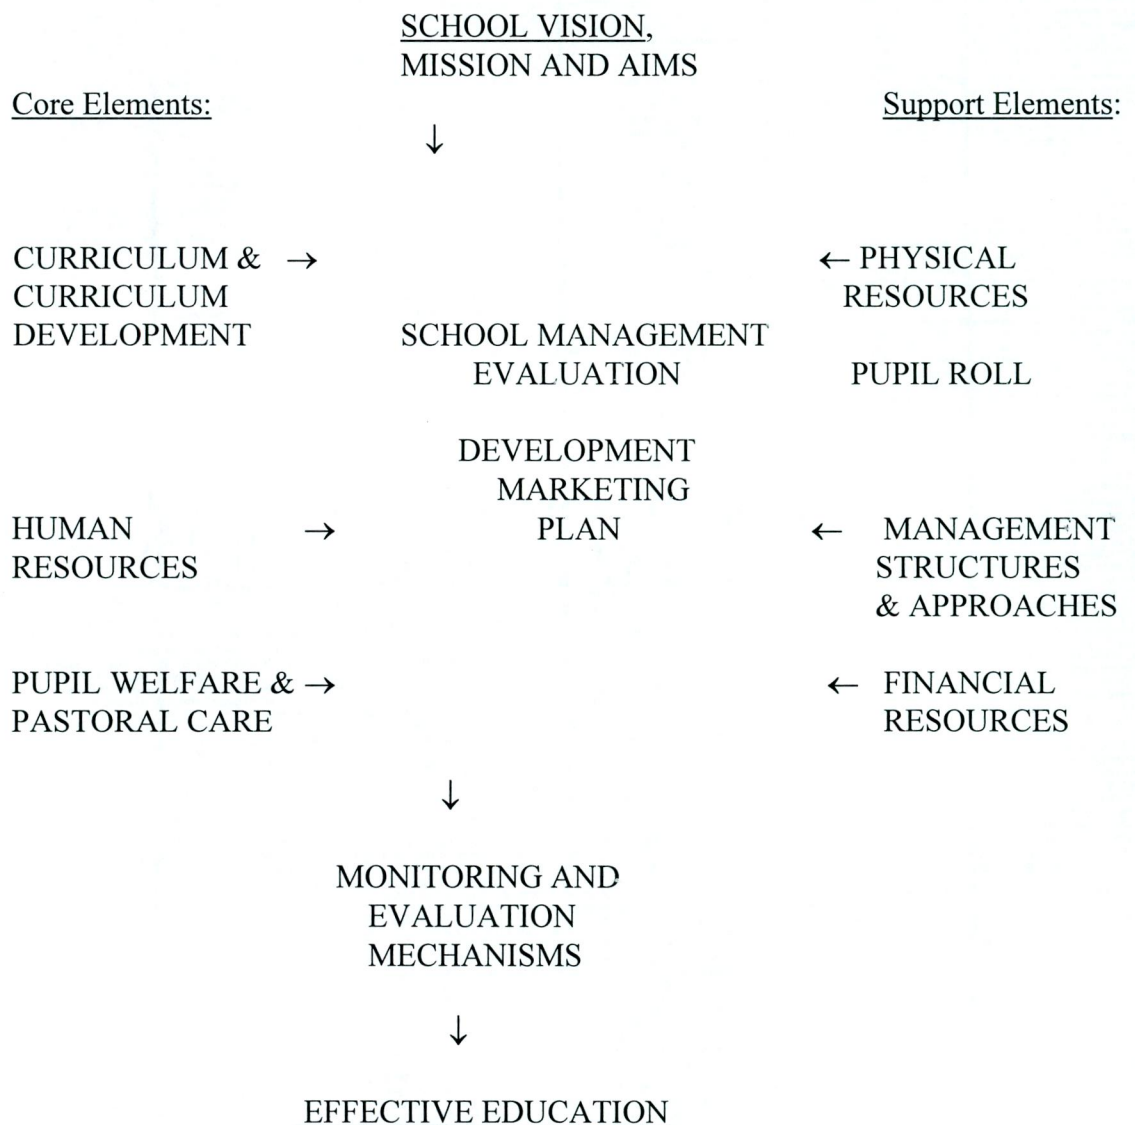 SCHOOL VISION,
MISSION AND AIMS
Core Elements:
Support Elements:
↓
CURRICULUM & →
CURRICULUM
DEVELOPMENT
← PHYSICAL
RESOURCES
SCHOOL MANAGEMENT
EVALUATION
PUPIL ROLL
DEVELOPMENT
MARKETING
PLAN
HUMAN →
RESOURCES
← MANAGEMENT
STRUCTURES
& APPROACHES
PUPIL WELFARE & →
PASTORAL CARE
← FINANCIAL
RESOURCES
↓
MONITORING AND
EVALUATION
MECHANISMS
↓
EFFECTIVE EDUCATION